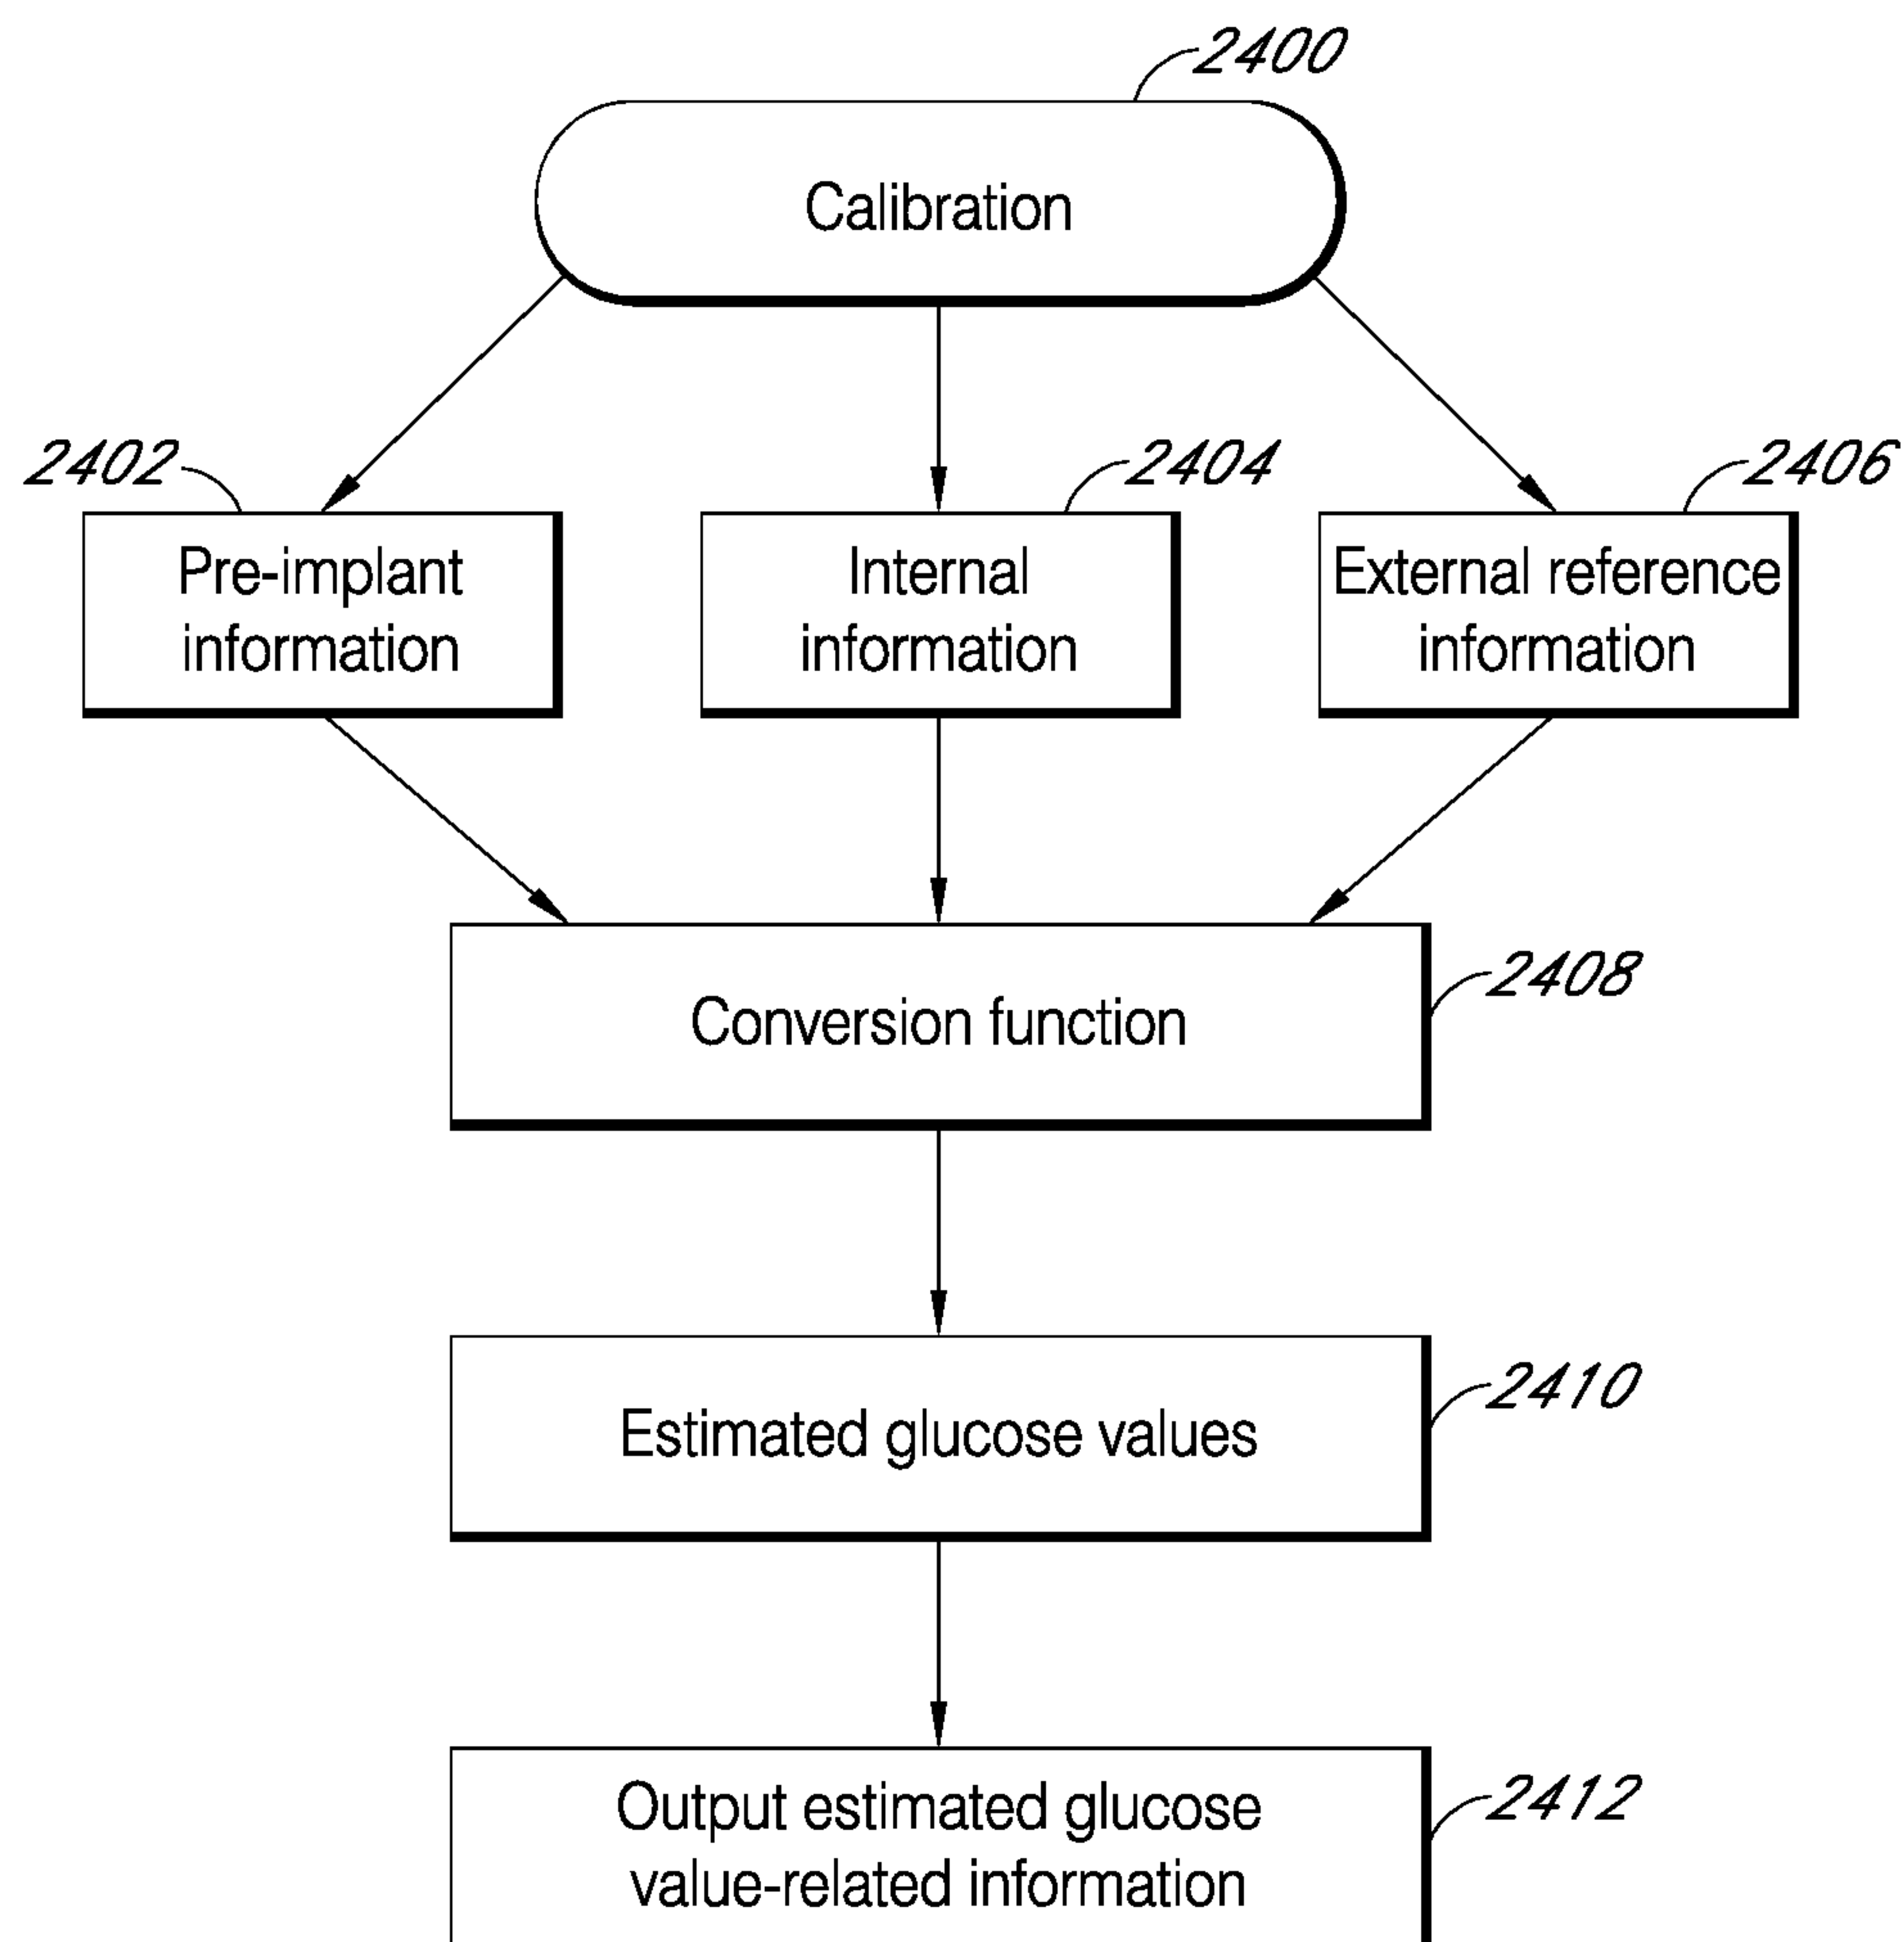 2400
Calibration
2402
2404
2406
Pre-implant
information
Internal
information
External reference
information
2408
Conversion function
2410
Estimated glucose values
2412
Output estimated glucose
value-related information